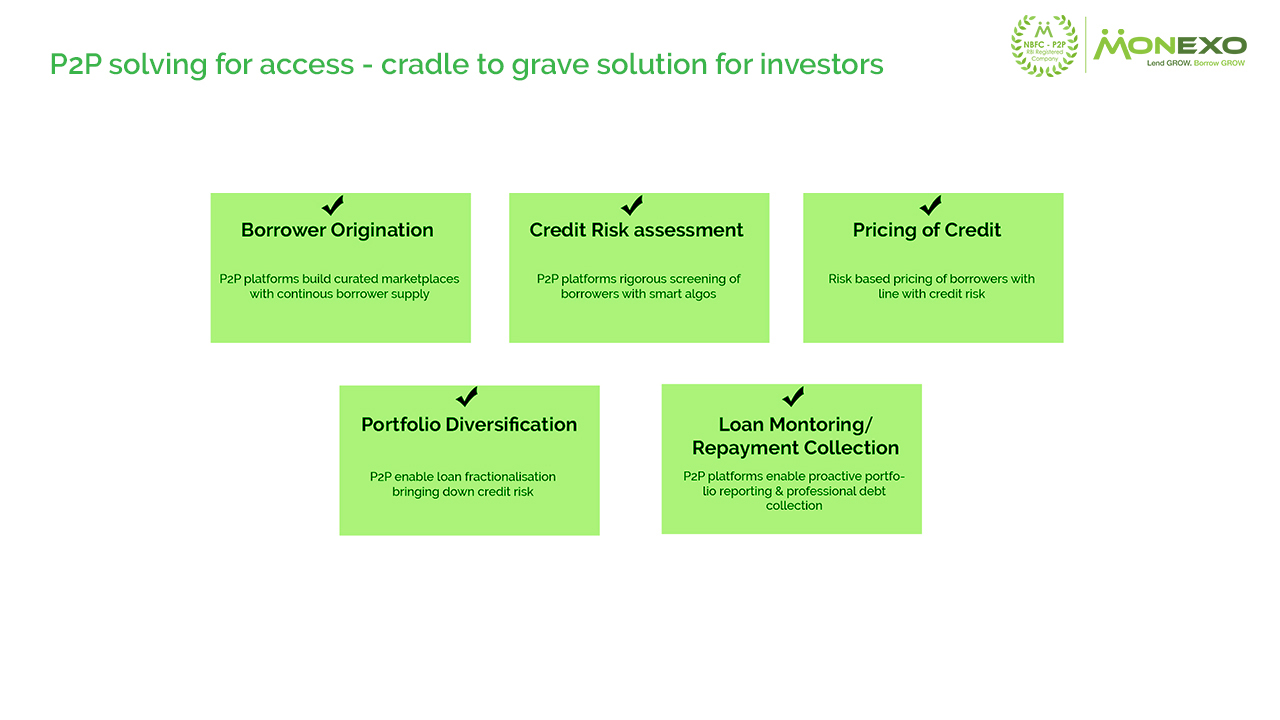 P2P solving for access - cradle to grave solution for investors
NBFC - P2P
RBI Registered
Company
MONEXO
Lend GROW. Borrow GROW
Borrower Origination
P2P platforms build curated marketplaces
with continous borrower supply
Credit Risk assessment
P2P platforms rigorous screening of
borrowers with smart algos
Pricing of Credit
Risk based pricing of borrowers with
line with credit risk
Portfolio Diversification
P2P enable loan fractionalisation
bringing down credit risk
Loan Montoring/
Repayment Collection
P2P platforms enable proactive portfo-
lio reporting & professional debt
collection